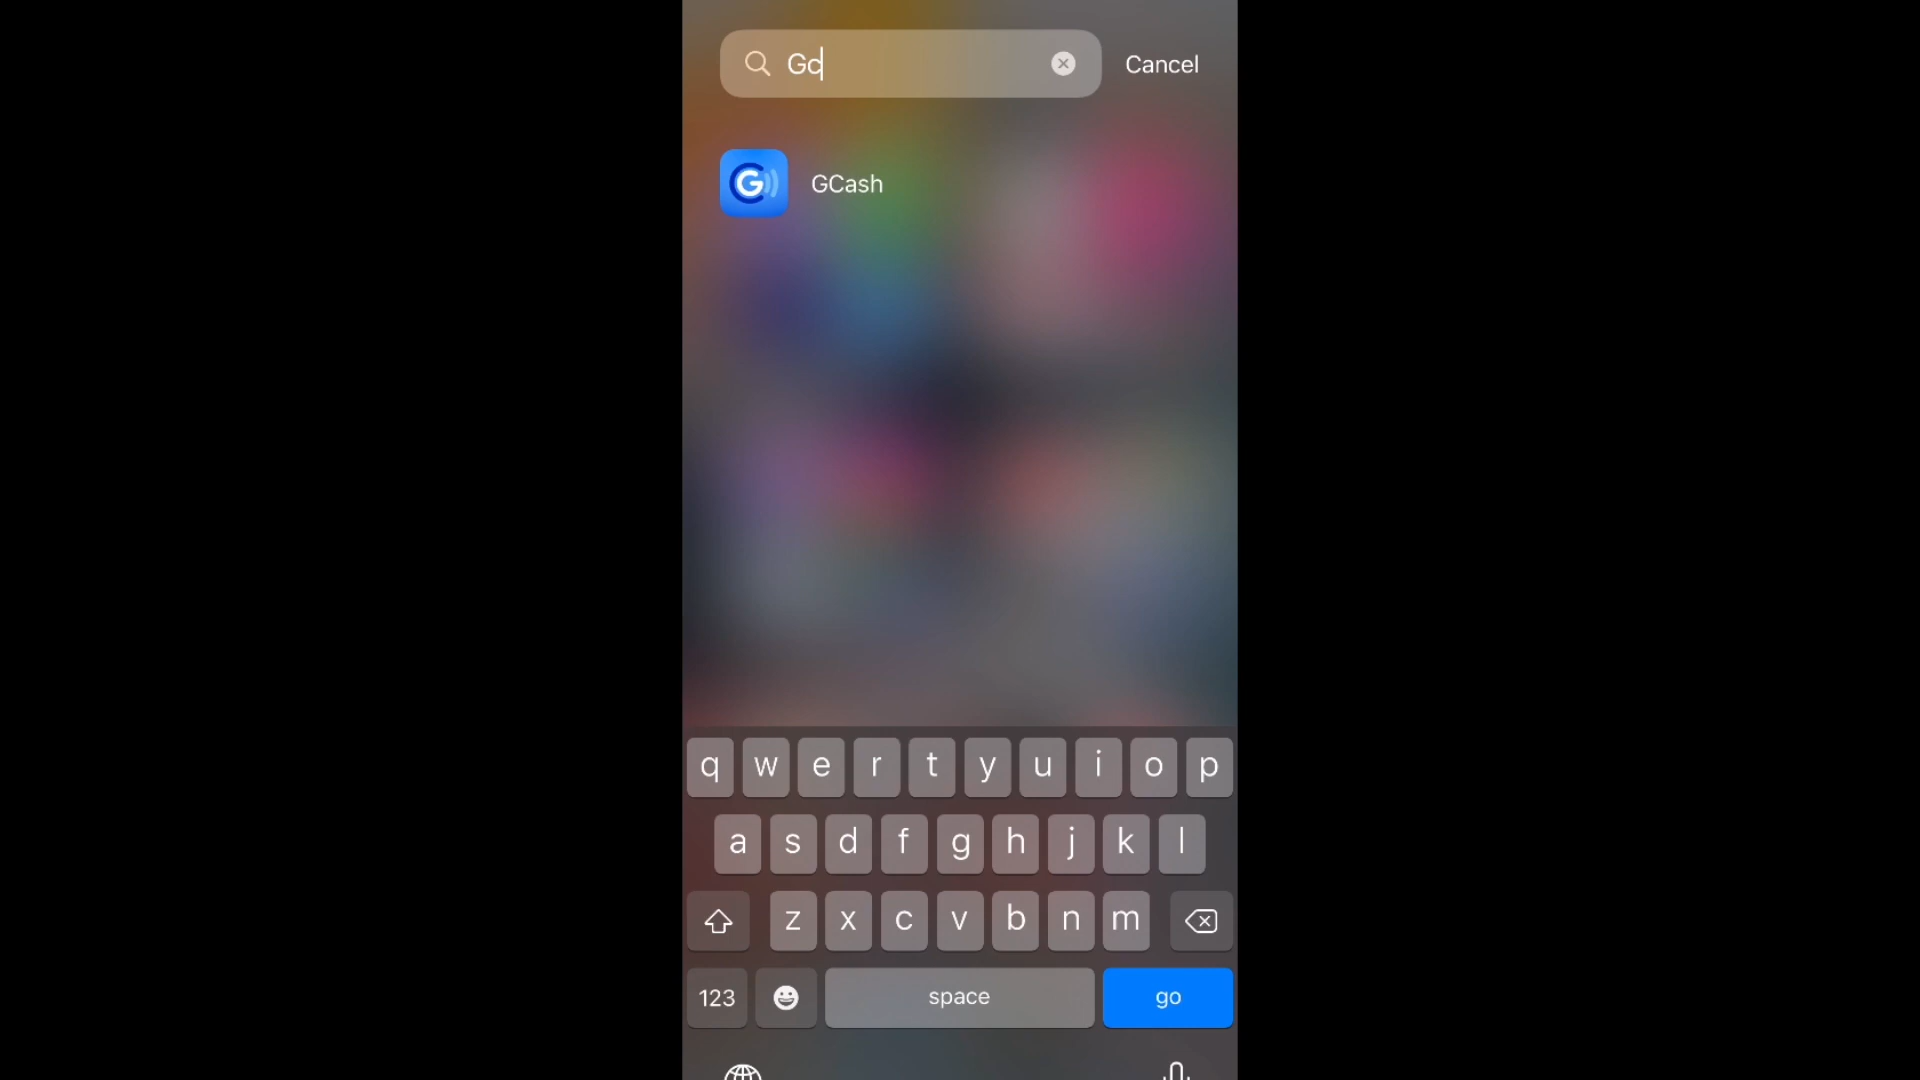 Gc
Cancel
G
GCash
q w e r t y u i o p
a s d f g h j k l
z x c v b n m
123 space go